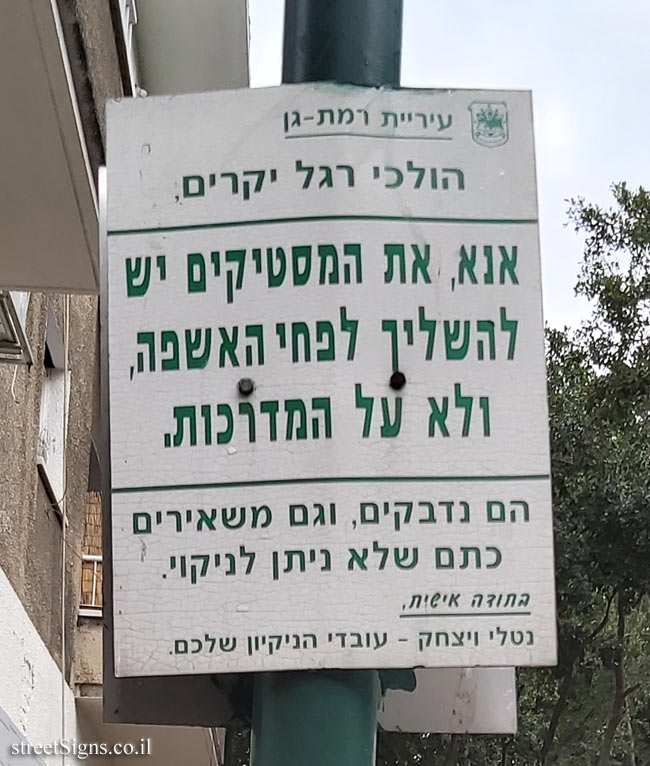 עיריית רמת-גן
הולכי רגל יקרים,
אנא, את המסטיקים יש
להשליך לפחי האשפה,
ולא על המדרכות.
הם נדבקים, וגם משאירים
כתם שלא ניתן לניקוי.
בתודה אישית,
נטלי ויצחק - עובדי הניקיון שלכם.
streetSigns.co.il